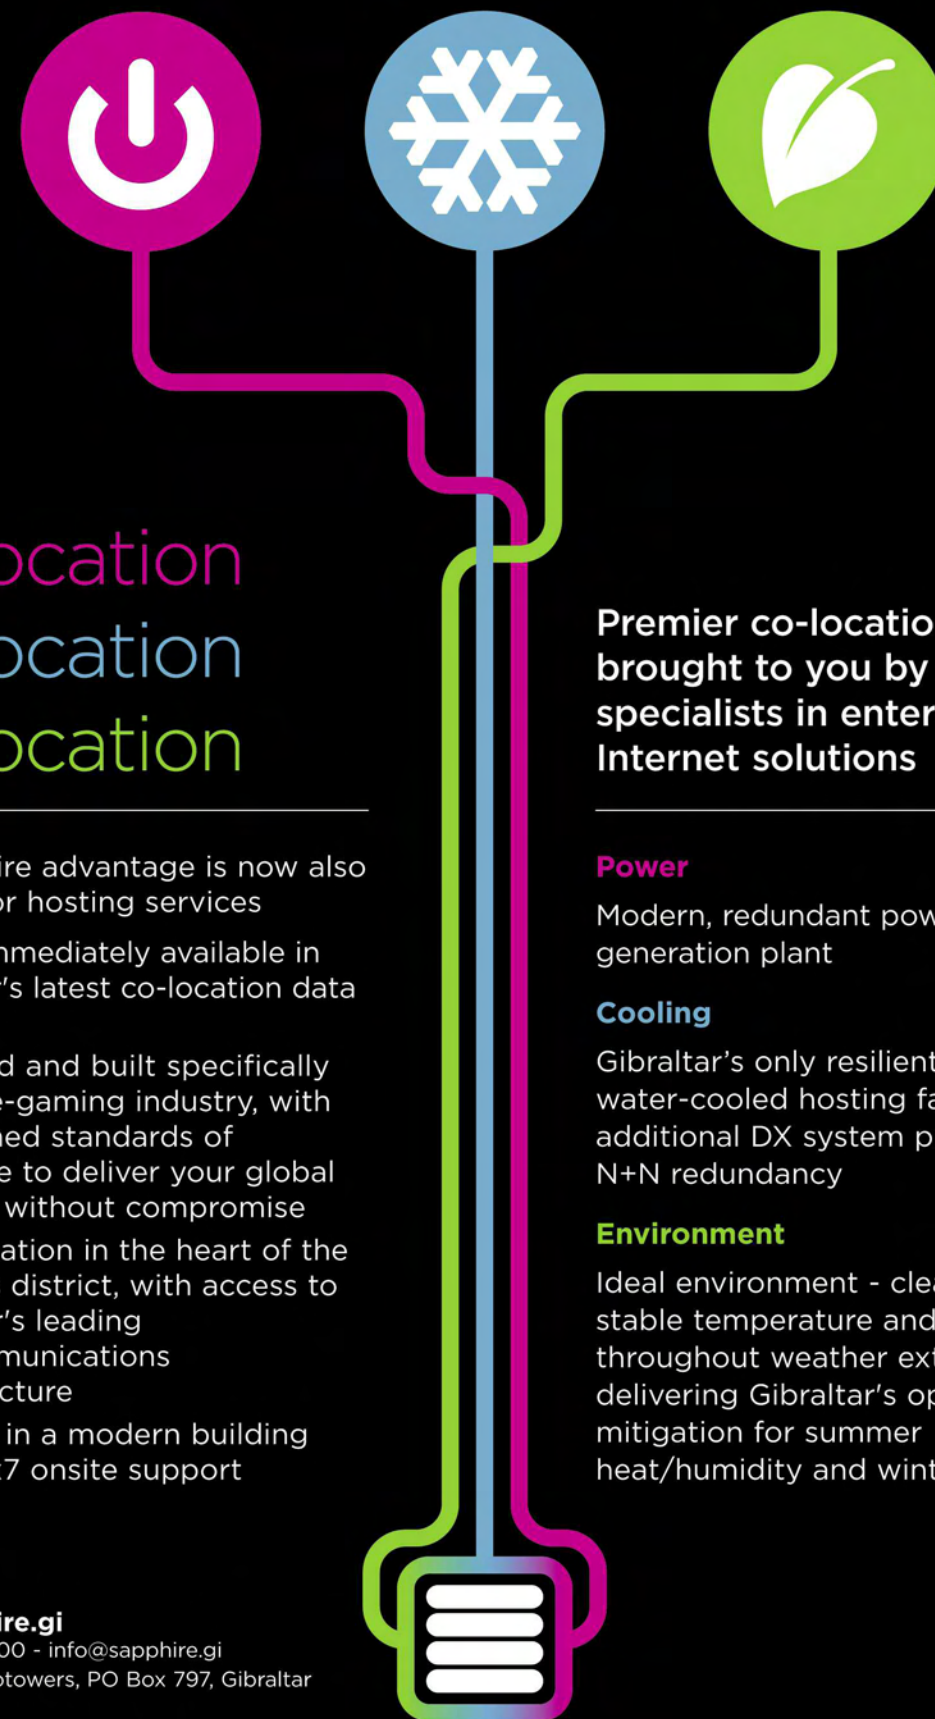 ocation
ocation
ocation
ire advantage is now also
or hosting services
mmediately available in
r's latest co-location data
d and built specifically
e-gaming industry, with
ned standards of
e to deliver your global
without compromise
ation in the heart of the
s district, with access to
r's leading
munications
cture
in a modern building
x7 onsite support
ire.gi
00 - info@sapphire.gi
otowers, PO Box 797, Gibraltar
Premier co-locatio
brought to you by
specialists in enter
Internet solutions
Power
Modern, redundant pow
generation plant
Cooling
Gibraltar’s only resilient
water-cooled hosting fa
additional DX system p
N+N redundancy
Environment
Ideal environment - clea
stable temperature and
throughout weather ext
delivering Gibraltar's op
mitigation for summer
heat/humidity and wint